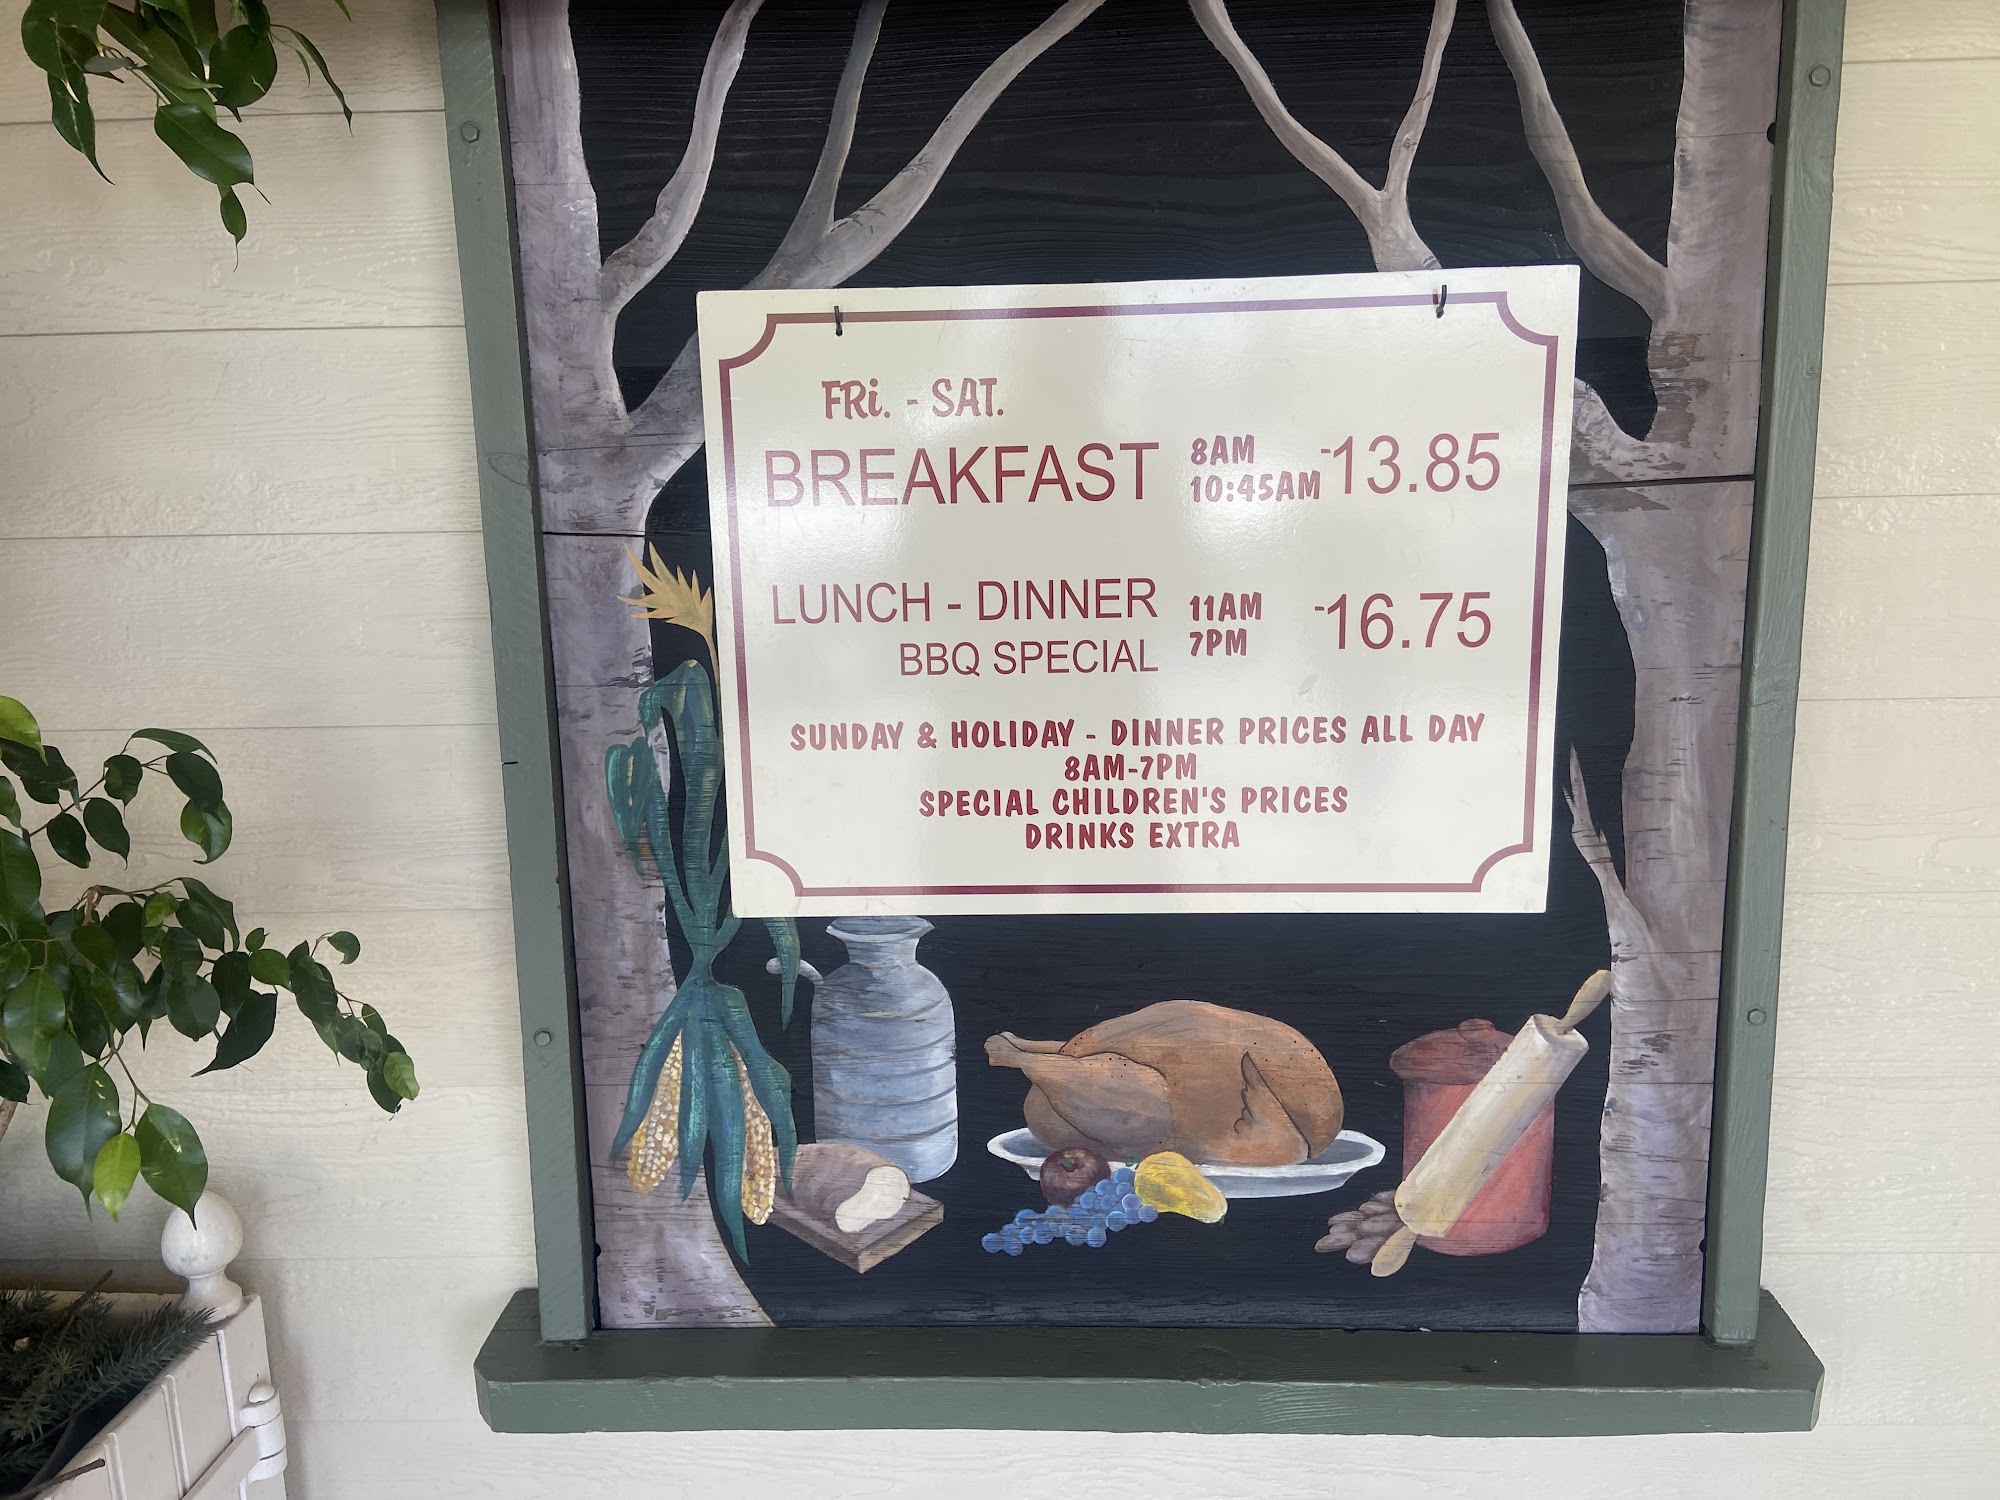 FRi. - SAT.
BREAKFAST 8AM 10:45AM -13.85
LUNCH - DINNER 11AM 7PM -16.75
BBQ SPECIAL
SUNDAY & HOLIDAY - DINNER PRICES ALL DAY
8AM-7PM
SPECIAL CHILDREN'S PRICES
DRINKS EXTRA